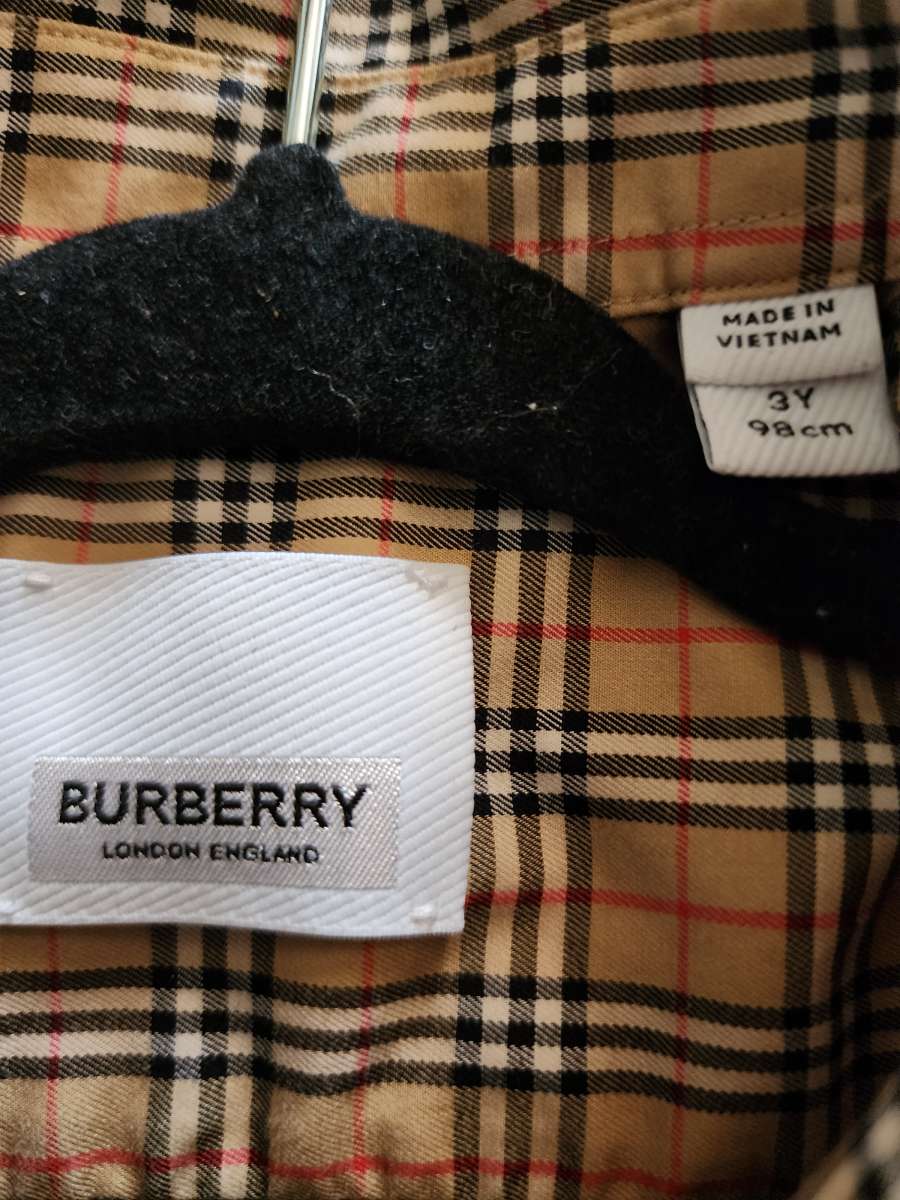 MADE IN
VIETNAM
3Y
98cm
BURBERRY
LONDON ENGLAND